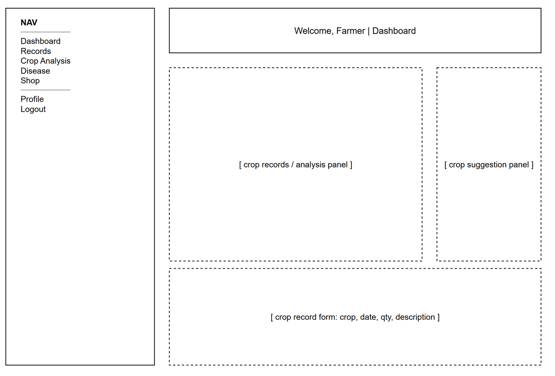 NAV
Dashboard
Records
Crop Analysis
Disease
Shop
Profile
Logout
Welcome, Farmer | Dashboard
[ crop records / analysis panel ]
[ crop suggestion panel ]
[ crop record form: crop, date, qty, description ]